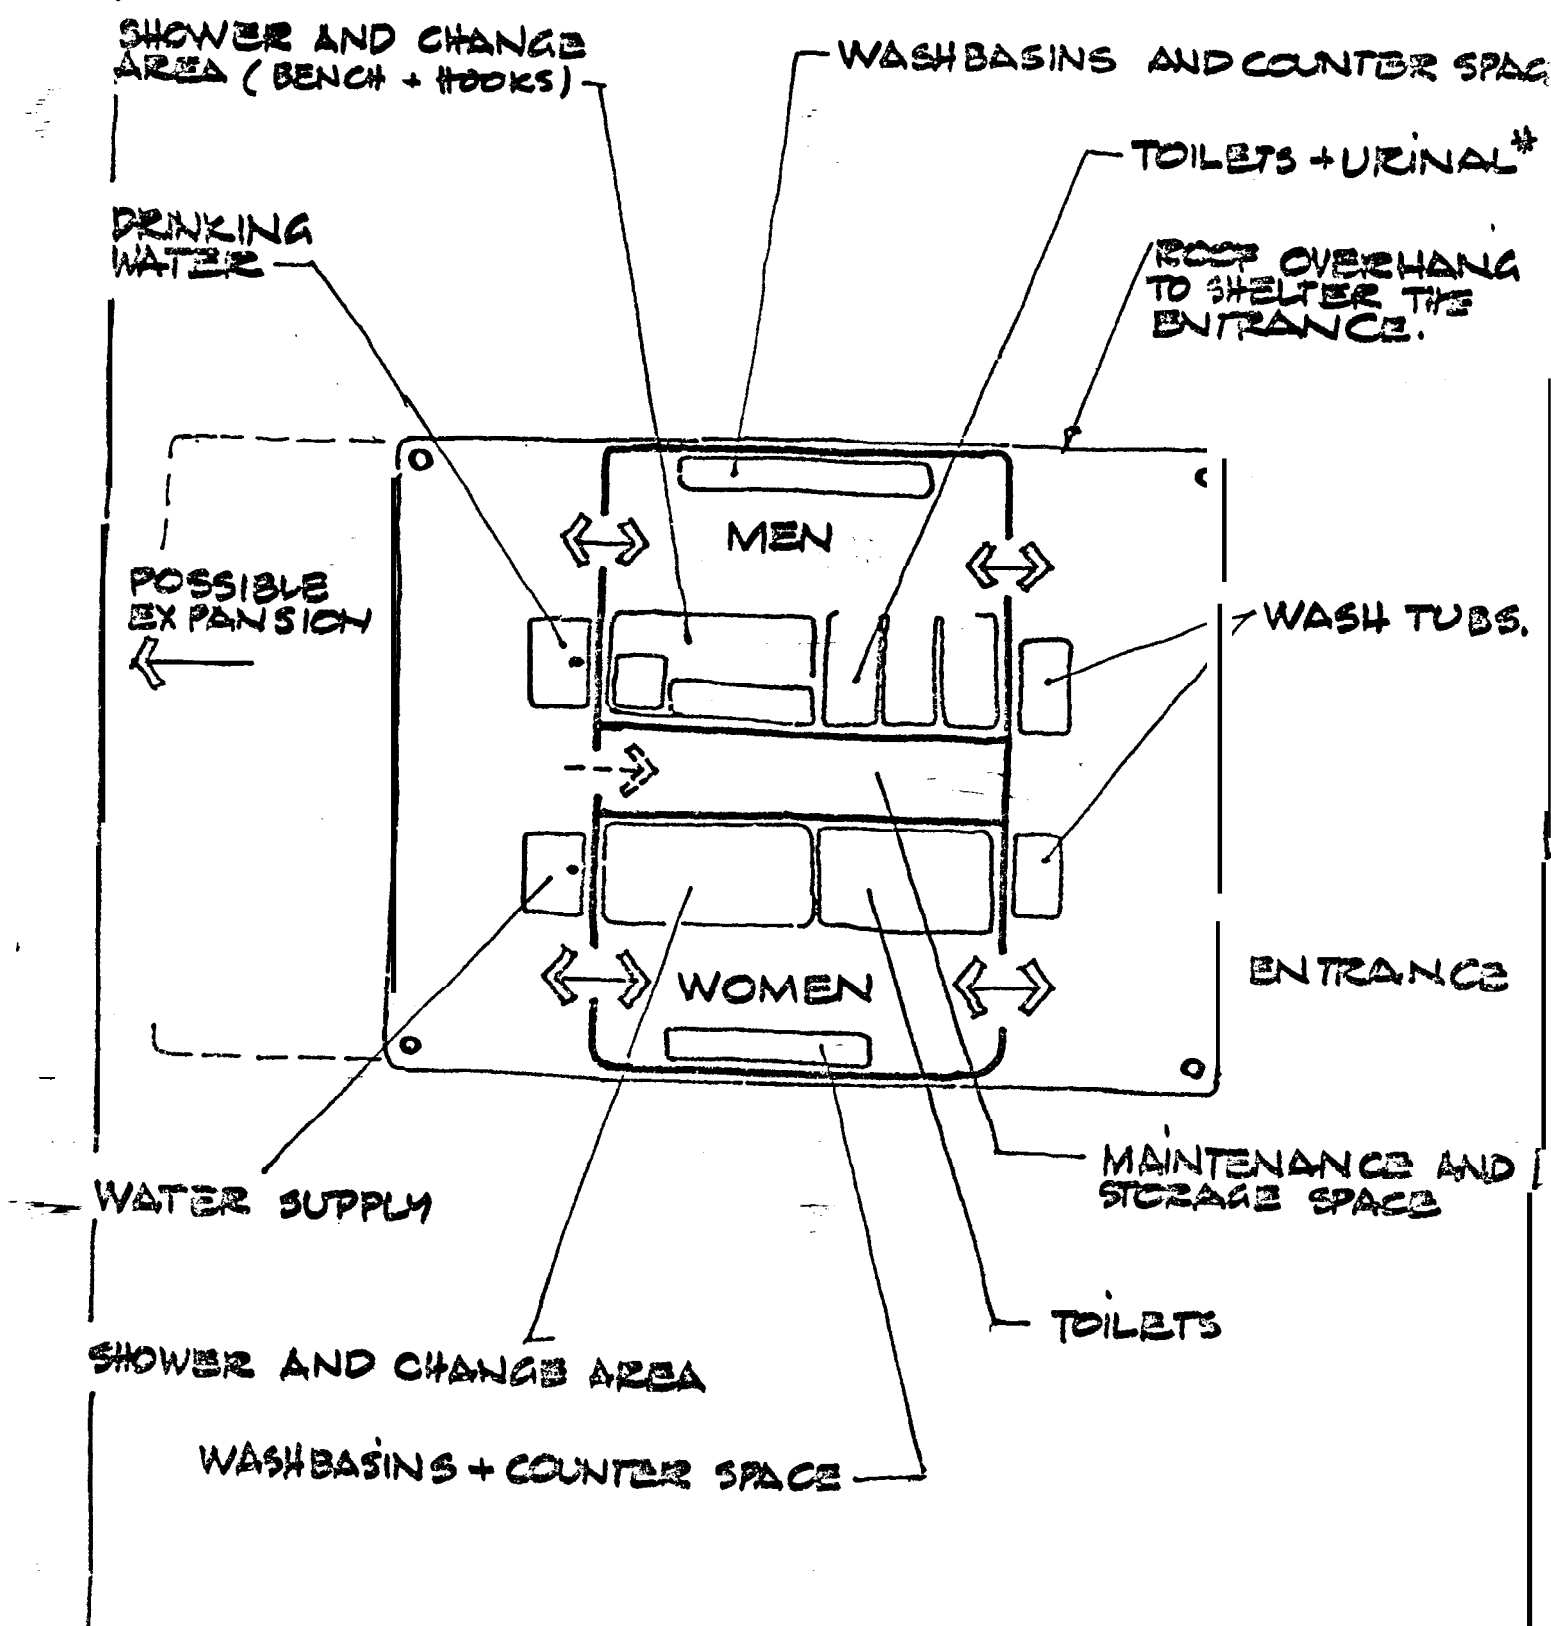 SHOWER AND CHANGE
AREA (BENCH + HOOKS)
WASHBASINS AND COUNTER SPAC
TOILETS + URINAL*
DRINKING
WATER
ROOF OVERHANG
TO SHELTER THE
ENTRANCE.
MEN
POSSIBLE
EXPANSION
WASH TUBS.
WOMEN
ENTRANCE
MAINTENANCE AND
STORAGE SPACE
WATER SUPPLY
TOILETS
SHOWER AND CHANGE AREA
WASHBASINS + COUNTER SPACE